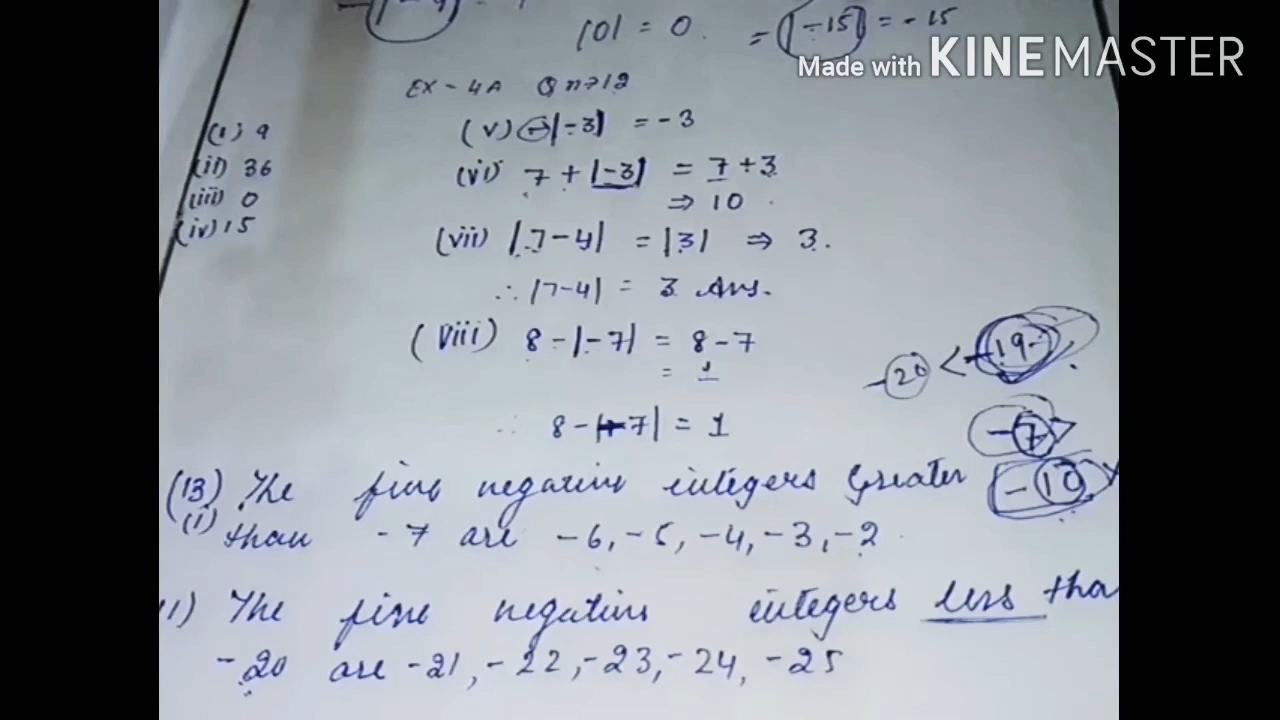 |0| = 0. = |-15| = -15
Made with KINEMASTER
EX - 4A Q n → 12
(i) 9
(ii) 36
(iii) 0
(iv) 15
(v) -|-3| = -3
(vi) 7 + |-3| = 7 + 3
⇒ 10
(vii) |7-4| = |3| ⇒ 3.
∴ |7-4| = 3 Ans.
(viii) 8 - |-7| = 8 - 7
= 1
-20 < -19
∴ 8 - |-7| = 1
-7 >
-10
(13) The five negative integers Greater
(i) than -7 are -6, -5, -4, -3, -2
The five negative integers less tha
-20 are -21, -22, -23, -24, -25